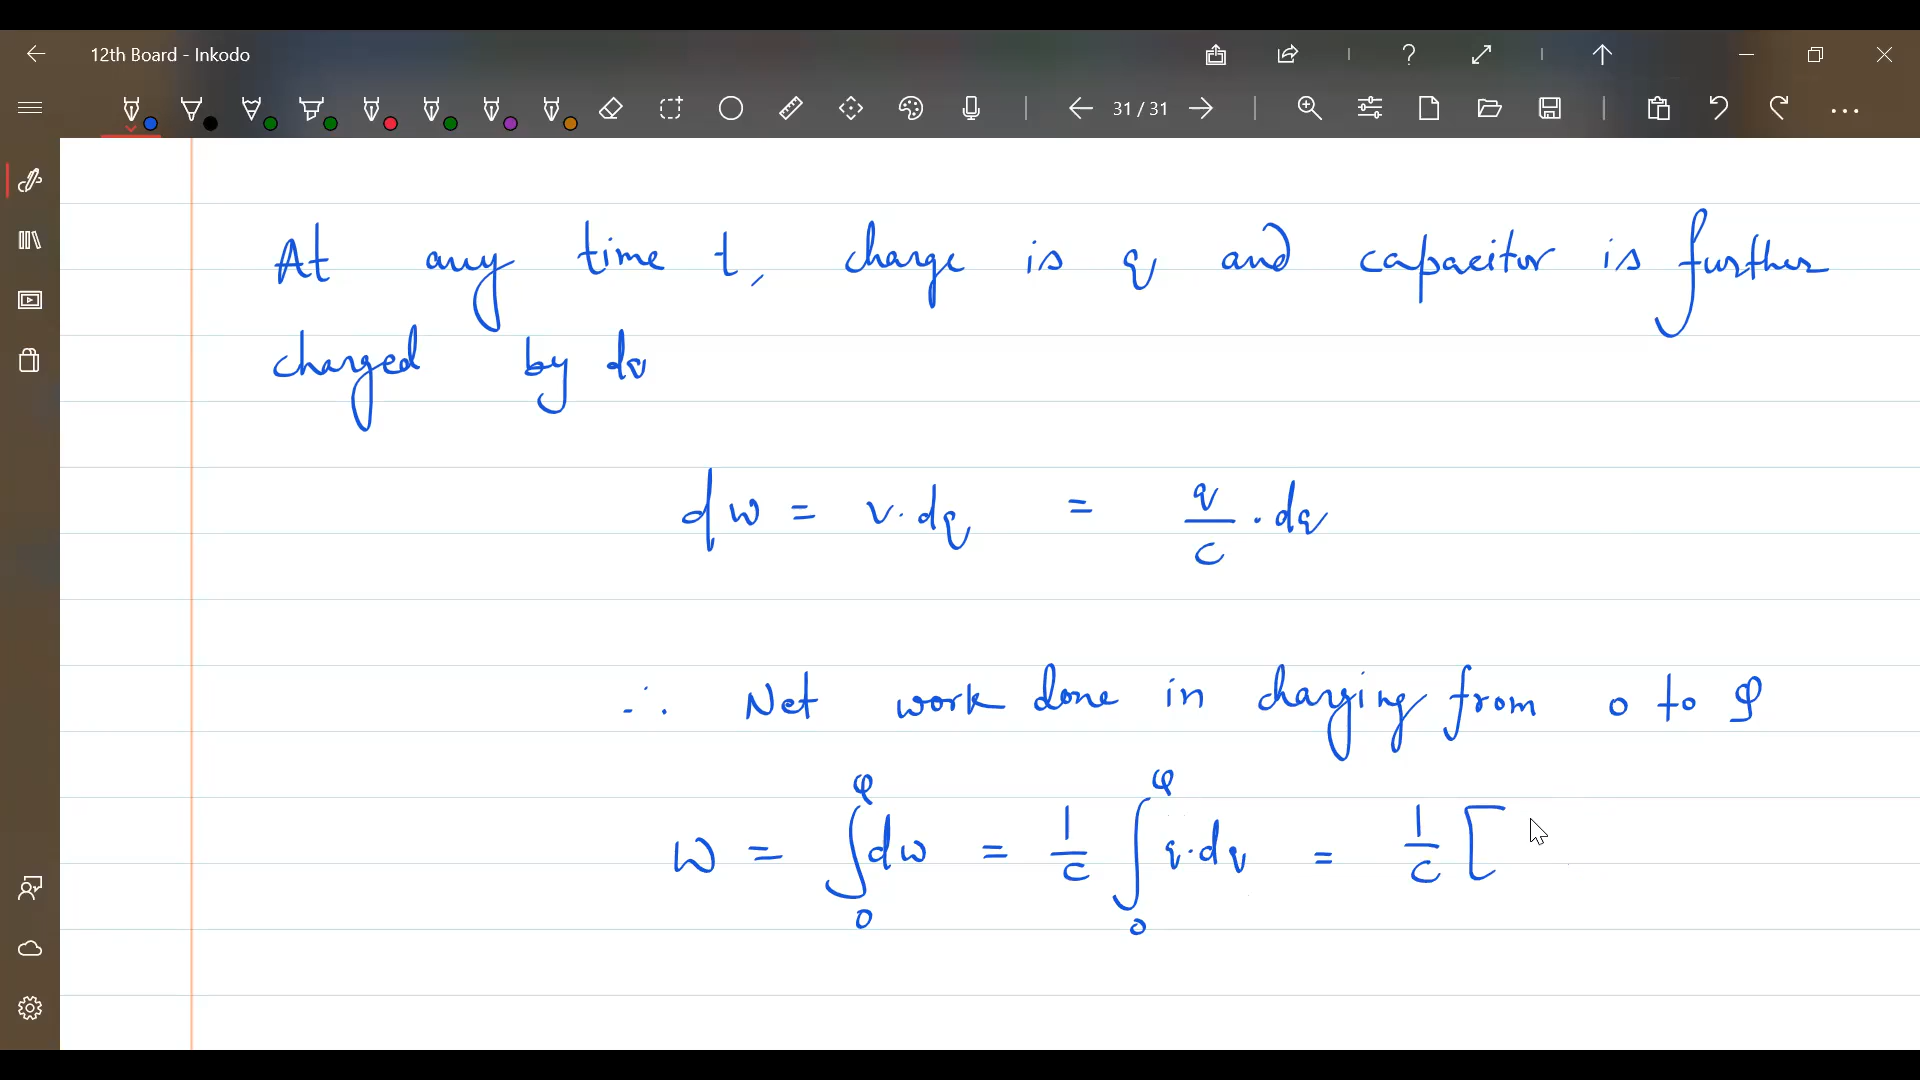 12th Board - Inkodo
31 / 31
At any time t, charge is q and capacitor is further
charged by dq
dw = v.dq = q/c . dq
∴ Net work done in charging from 0 to Q
W = ∫₀^Q dw = 1/c ∫₀^Q q.dq = 1/c [